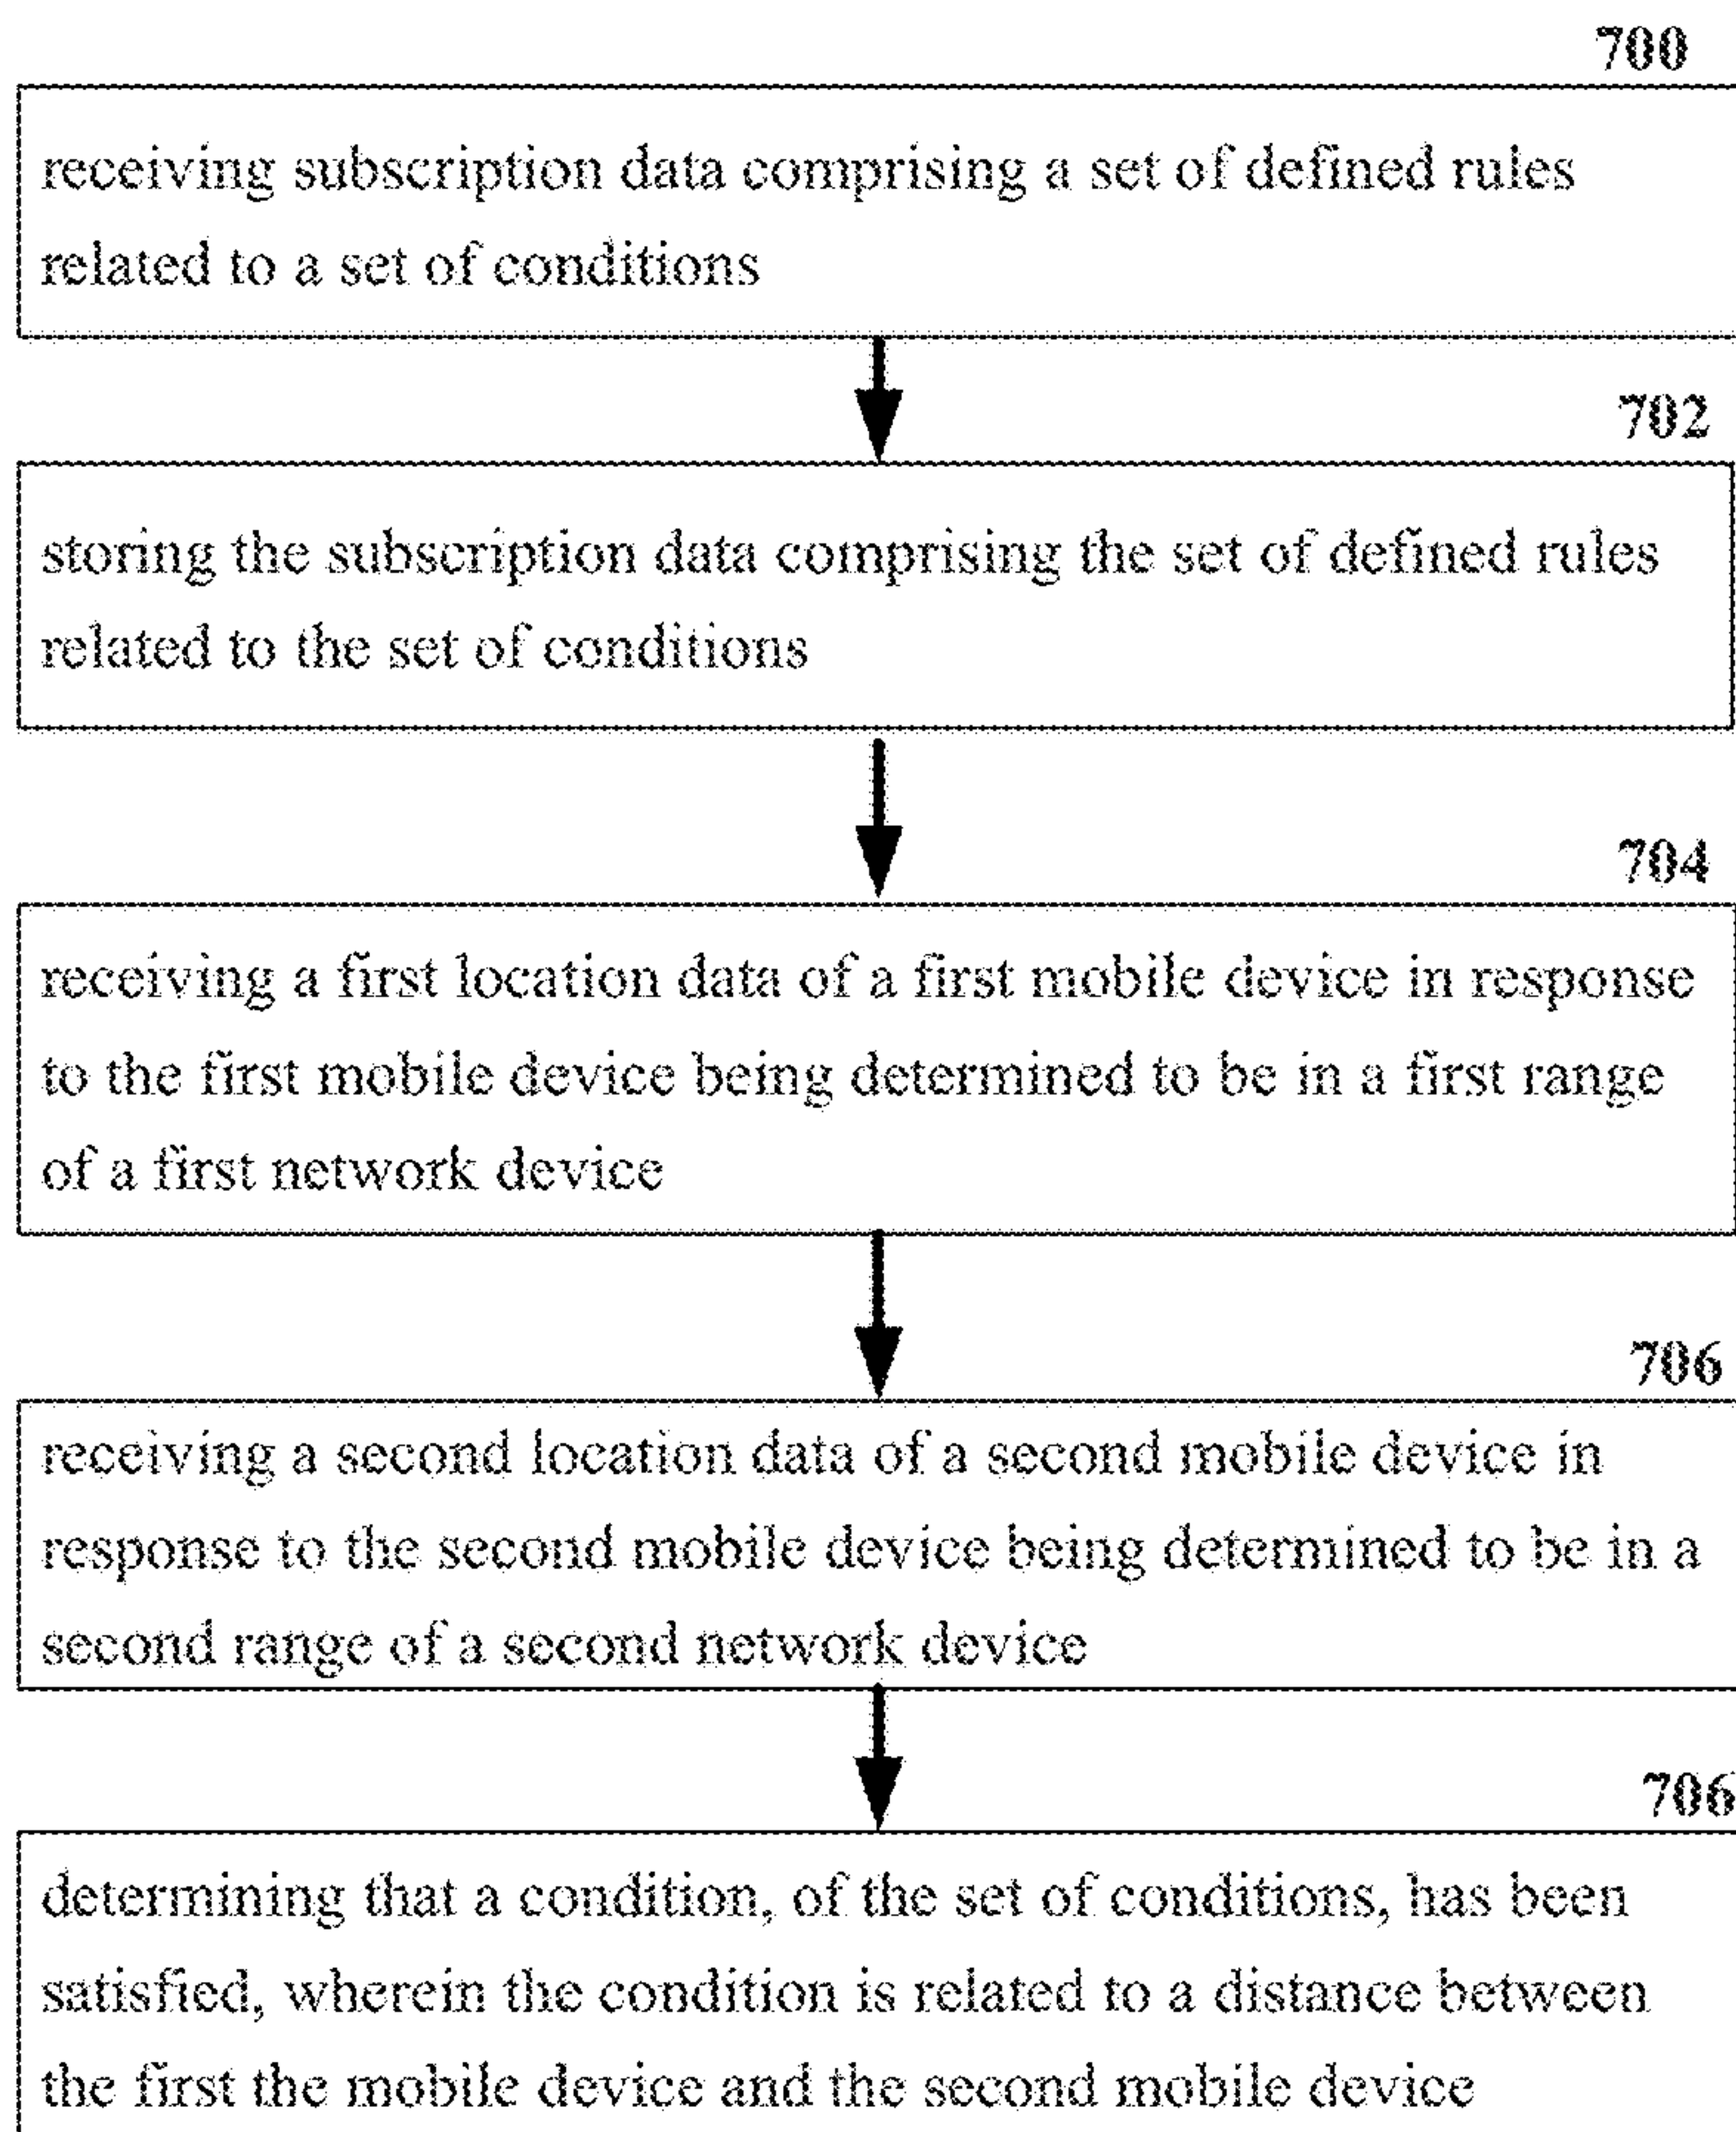 700
receiving subscription data comprising a set of defined rules
related to a set of conditions
702
storing the subscription data comprising the set of defined rules
related to the set of conditions
704
receiving a first location data of a first mobile device in response
to the first mobile device being determined to be in a first range
of a first network device
706
receiving a second location data of a second mobile device in
response to the second mobile device being determined to be in a
second range of a second network device
706
determining that a condition, of the set of conditions, has been
satisfied, wherein the condition is related to a distance between
the first the mobile device and the second mobile device